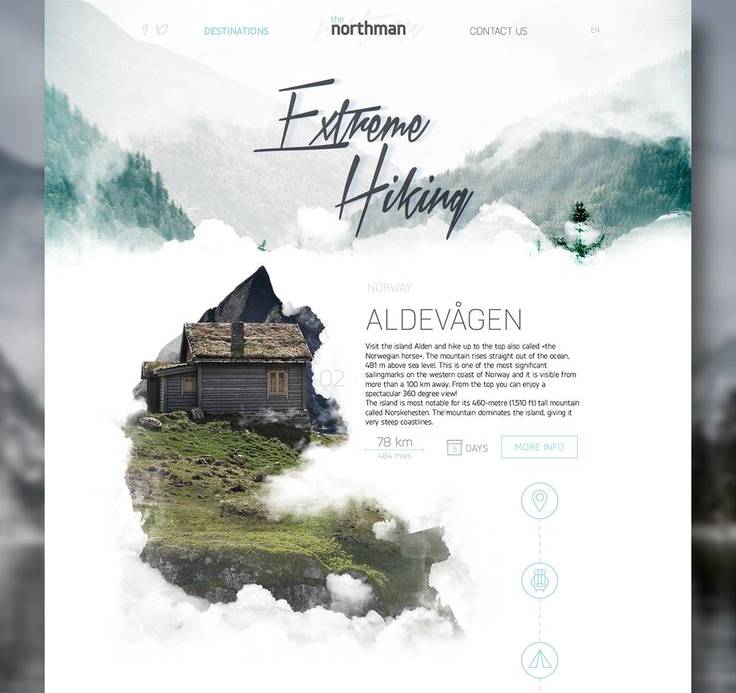 DESTINATIONS
the
northman
CONTACT US
EN
Extreme
Hiking
NORWAY
ALDEVÅGEN
Visit the island Alden and hike up to the top also called «the
Norwegian horse». The mountain rises straight out of the ocean,
481 m above sea level. This is one of the most significant
sailingmarks on the western coast of Norway and it is visible from
more than a 100 km away. From the top you can enjoy a
spectacular 360 degree view!
The island is most notable for its 460-metre (1,510 ft) tall mountain
called Norskehesten. The mountain dominates the island, giving it
very steep coastlines.
02
78 km
484 miles
5
DAYS
MORE INFO